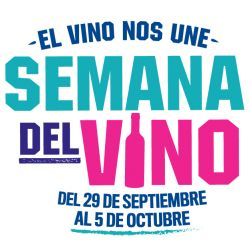 -EL VINO NOS UNE-
SEMANA
DEL VINO
DEL 29 DE SEPTIEMBRE
AL 5 DE OCTUBRE